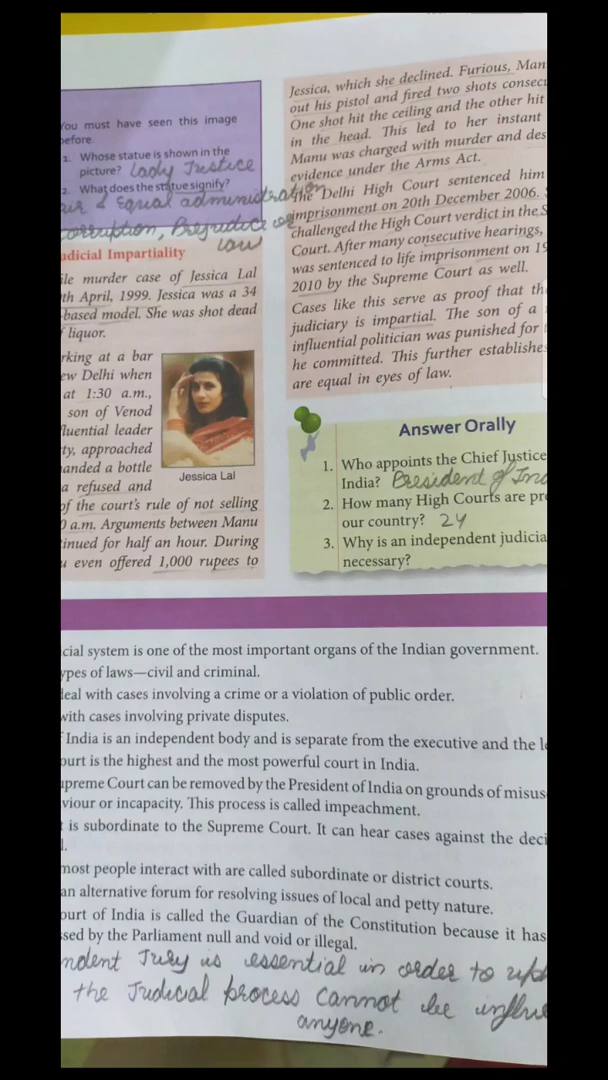 You must have seen this image
before.
1. Whose statue is shown in the
picture? Lady Justice
2. What does the statue signify?
& Equal administration
corruption, Prejudice or
law
udicial Impartiality
ile murder case of Jessica Lal
th April, 1999. Jessica was a 34
-based model. She was shot dead
f liquor.
rking at a bar
ew Delhi when
at 1:30 a.m.,
son of Venod
fluential leader
ty, approached
anded a bottle
a refused and
of the court's rule of not selling
0 a.m. Arguments between Manu
tinued for half an hour. During
u even offered 1,000 rupees to
Jessica Lal
Jessica, which she declined. Furious, Man
out his pistol and fired two shots consecu
One shot hit the ceiling and the other hit
in the head. This led to her instant
Manu was charged with murder and des
evidence under the Arms Act.
The Delhi High Court sentenced him
imprisonment on 20th December 2006.
challenged the High Court verdict in the S
Court. After many consecutive hearings,
was sentenced to life imprisonment on 19
2010 by the Supreme Court as well.
Cases like this serve as proof that th
judiciary is impartial. The son of a
influential politician was punished for
he committed. This further establishe
are equal in eyes of law.
Answer Orally
1. Who appoints the Chief Justice
India? President of Ind
2. How many High Courts are pre
our country? 24
3. Why is an independent judicia
necessary?
cial system is one of the most important organs of the Indian government.
ypes of laws—civil and criminal.
deal with cases involving a crime or a violation of public order.
with cases involving private disputes.
f India is an independent body and is separate from the executive and the le
ourt is the highest and the most powerful court in India.
upreme Court can be removed by the President of India on grounds of misus
viour or incapacity. This process is called impeachment.
t is subordinate to the Supreme Court. It can hear cases against the deci
l.
most people interact with are called subordinate or district courts.
an alternative forum for resolving issues of local and petty nature.
ourt of India is called the Guardian of the Constitution because it has
ssed by the Parliament null and void or illegal.
ndent Jury is essential in order to uph
the Judicial process cannot be influe
anyone.